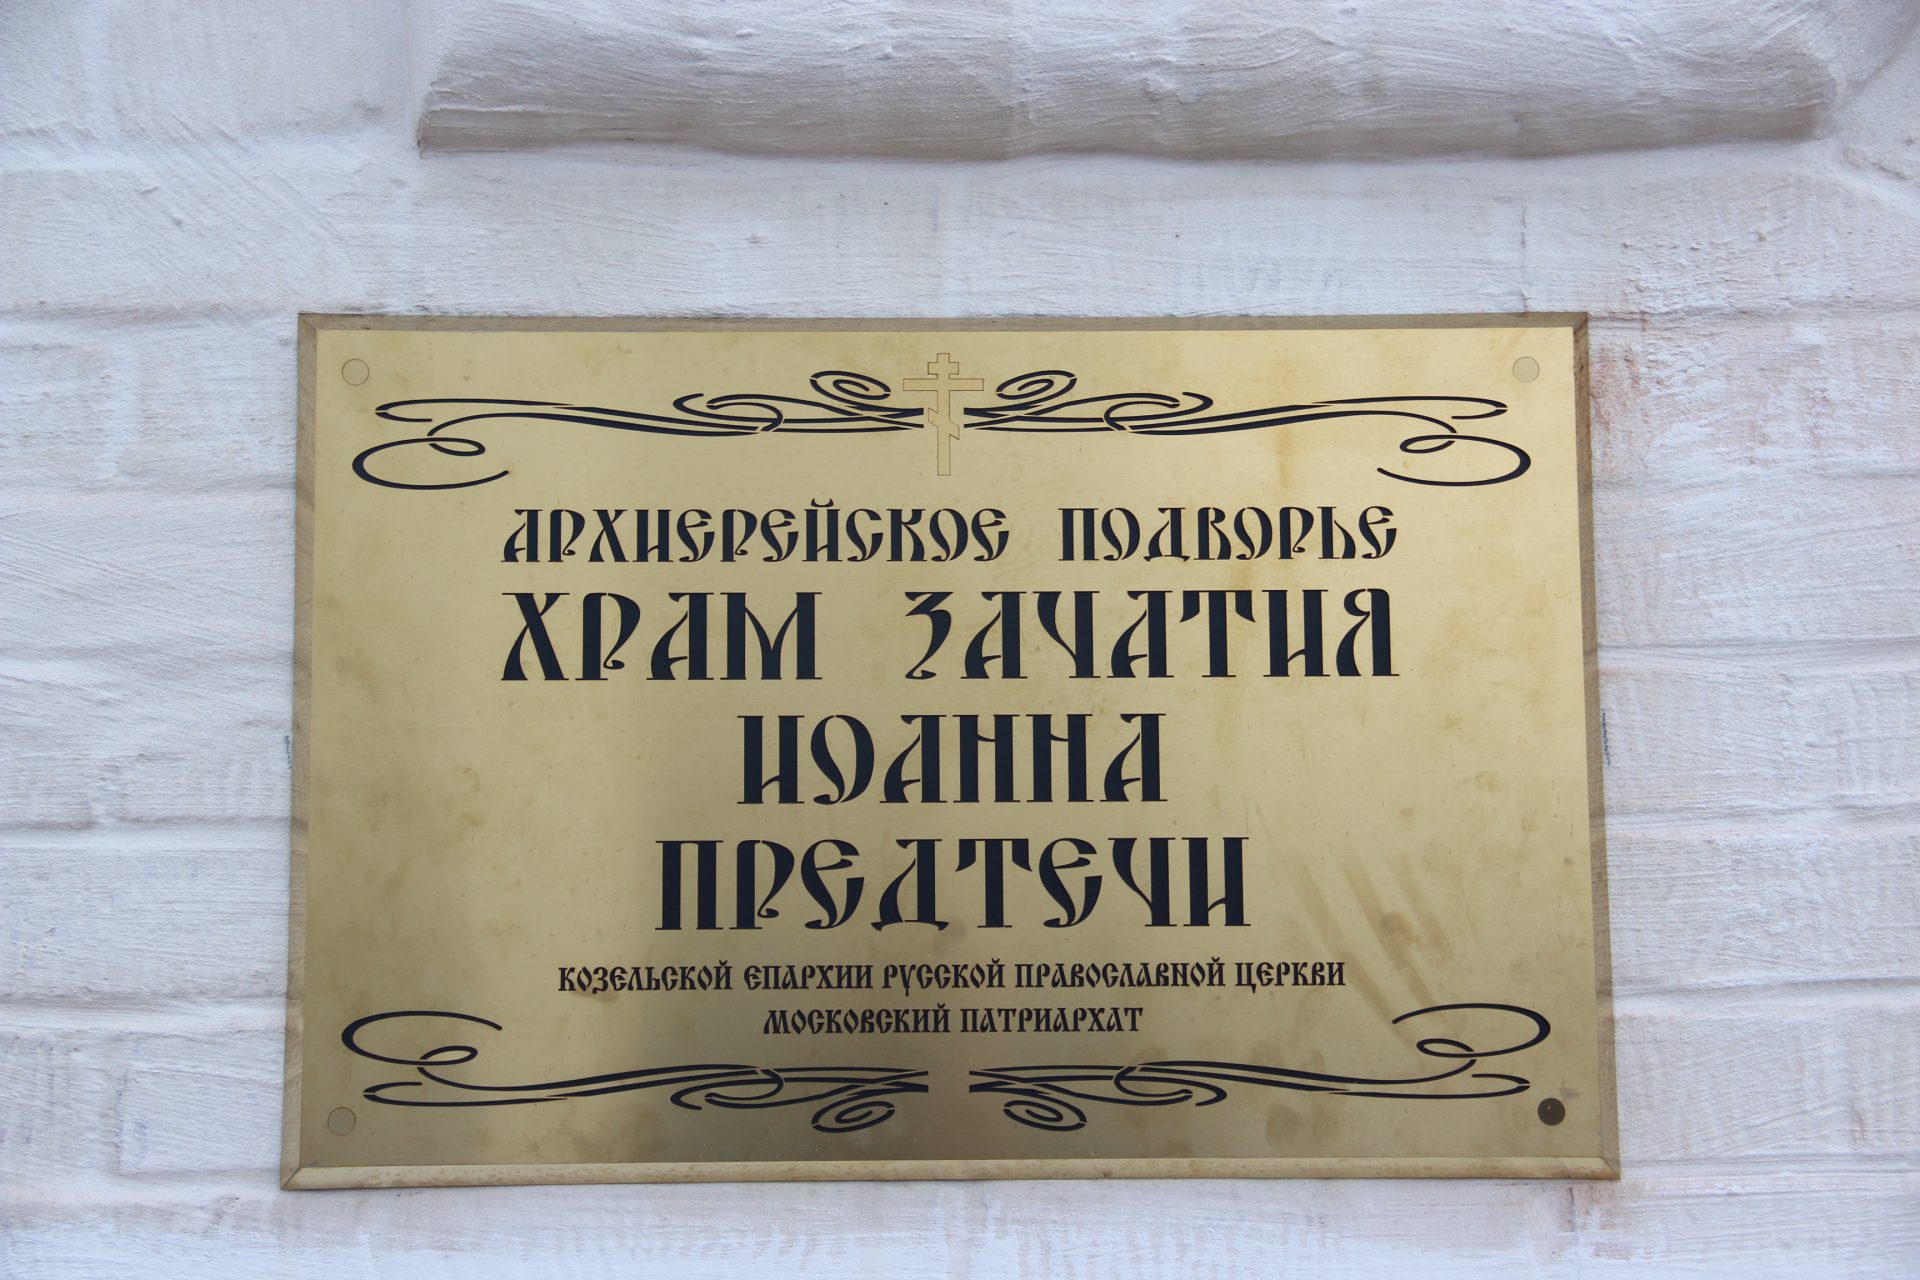 АРХИЕРЕЙСКОЕ ПОДВОРЬЕ
ХРАМ ЗАЧАТИЯ
ИОАННА
ПРЕДТЕЧИ
КОЗЕЛЬСКОЙ ЕПАРХИИ РУССКОЙ ПРАВОСЛАВНОЙ ЦЕРКВИ
МОСКОВСКИЙ ПАТРИАРХАТ